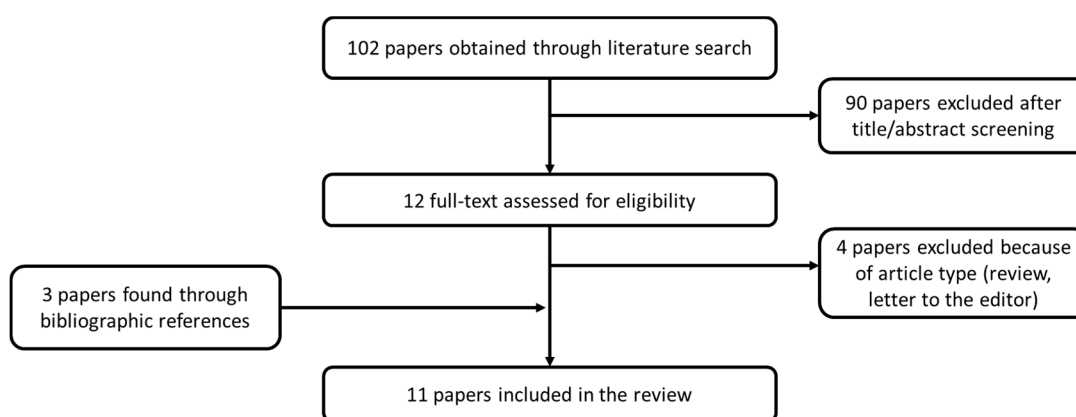 102 papers obtained through literature search
90 papers excluded after
title/abstract screening
12 full-text assessed for eligibility
4 papers excluded because
of article type (review,
letter to the editor)
3 papers found through
bibliographic references
11 papers included in the review